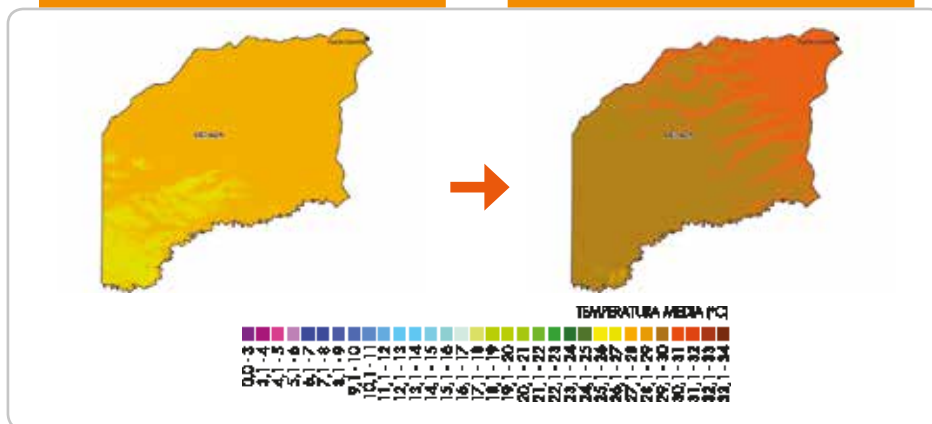 VICHADA
VICHADA
TEMPERATURA MEDIA (°C)
0,0 - 3
3,1 - 4
4,1 - 5
5,1 - 6
6,1 - 7
7,1 - 8
8,1 - 9
9,1 - 10
10,1 - 11
11,1 - 12
12,1 - 13
13,1 - 14
14,1 - 15
15,1 - 16
16,1 - 17
17,1 - 18
18,1 - 19
19,1 - 20
20,1 - 21
21,1 - 22
22,1 - 23
23,1 - 24
24,1 - 25
25,1 - 26
26,1 - 27
27,1 - 28
28,1 - 29
29,1 - 30
30,1 - 31
31,1 - 32
32,1 - 33
33,1 - 34